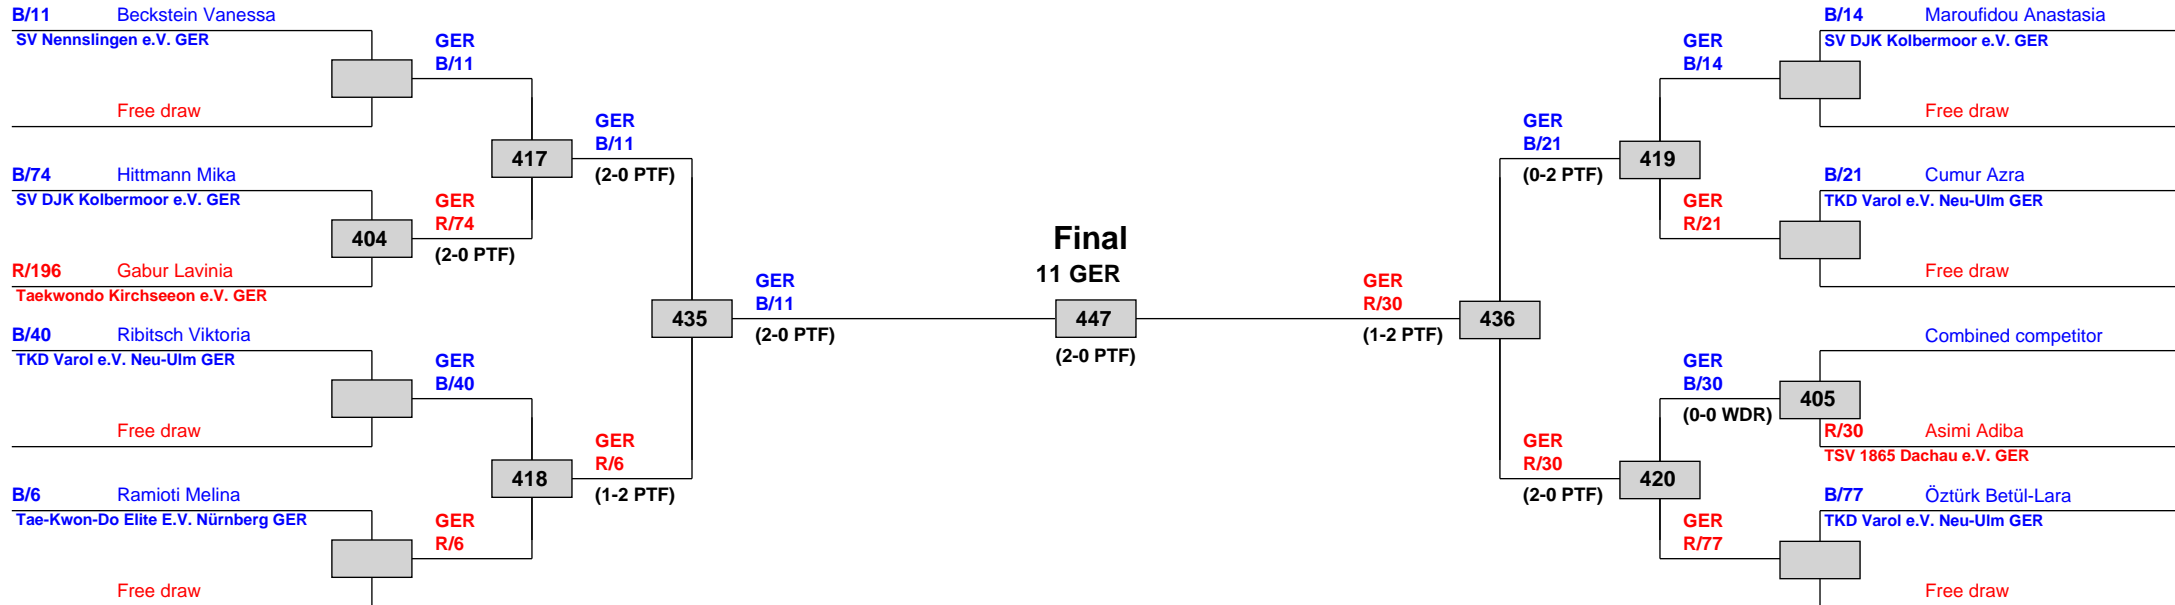 B/11 Beckstein Vanessa
SV Nennslingen e.V. GER
Free draw
GER
B/11
B/74 Hittmann Mika
SV DJK Kolbermoor e.V. GER
404
R/196 Gabur Lavinia
Taekwondo Kirchseeon e.V. GER
GER
R/74
(2-0 PTF)
417
GER
B/11
(2-0 PTF)
B/40 Ribitsch Viktoria
TKD Varol e.V. Neu-Ulm GER
Free draw
GER
B/40
B/6 Ramioti Melina
Tae-Kwon-Do Elite E.V. Nürnberg GER
Free draw
GER
R/6
418
GER
R/6
(1-2 PTF)
435
GER
B/11
(2-0 PTF)
Final
11 GER
447
(2-0 PTF)
GER
R/30
(1-2 PTF)
436
GER
B/21
(0-2 PTF)
419
GER
B/14
B/14 Maroufidou Anastasia
SV DJK Kolbermoor e.V. GER
Free draw
GER
R/21
B/21 Cumur Azra
TKD Varol e.V. Neu-Ulm GER
Free draw
GER
R/30
(2-0 PTF)
420
GER
B/30
(0-0 WDR)
405
Combined competitor
R/30 Asimi Adiba
TSV 1865 Dachau e.V. GER
GER
R/77
B/77 Öztürk Betül-Lara
TKD Varol e.V. Neu-Ulm GER
Free draw